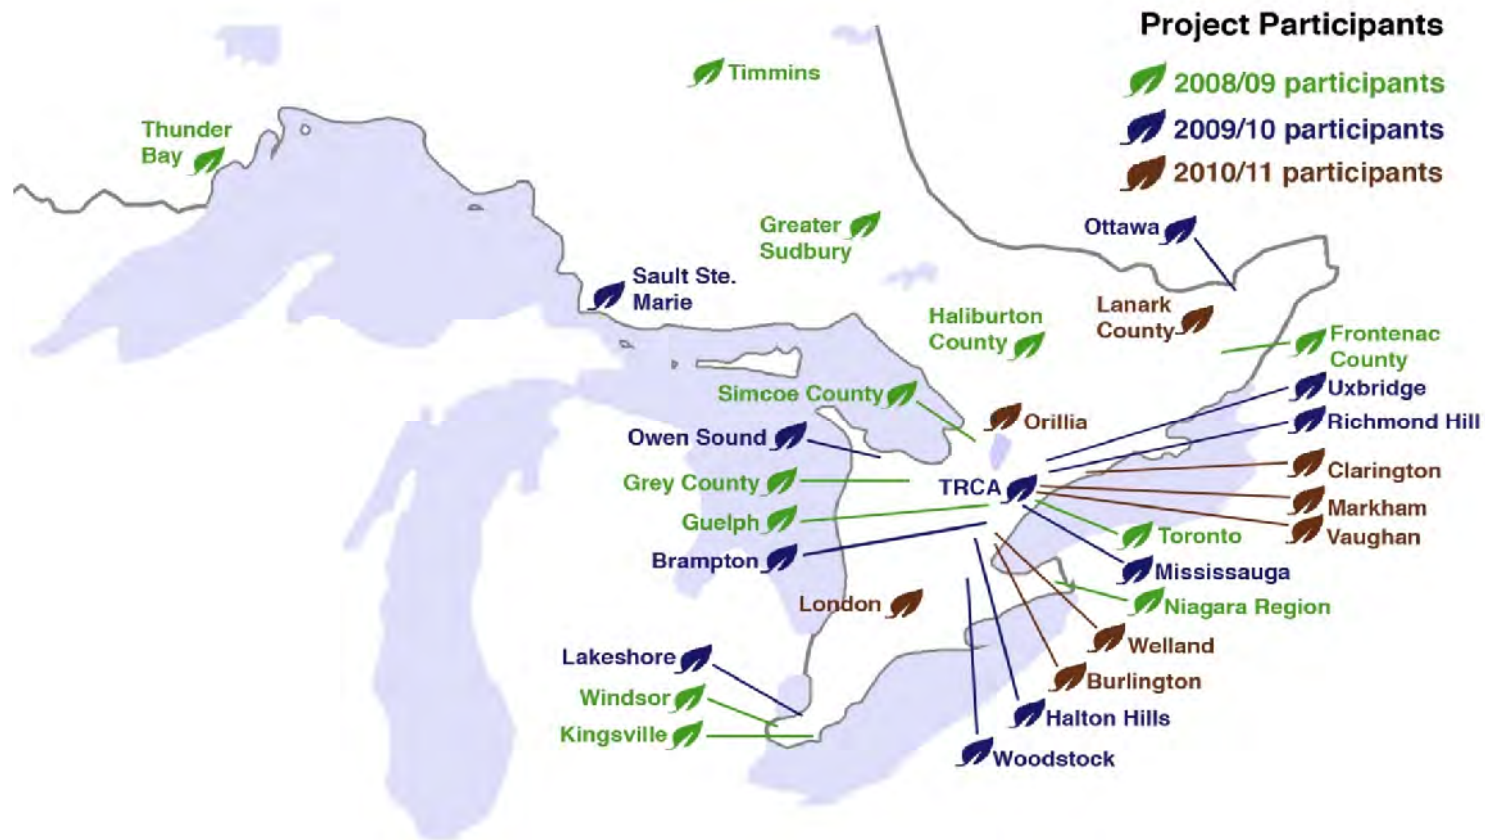 Project Participants
2008/09 participants
2009/10 participants
2010/11 participants
Timmins
Thunder
Bay
Greater
Sudbury
Ottawa
Sault Ste.
Marie
Lanark
County
Haliburton
County
Frontenac
County
Uxbridge
Simcoe County
Orillia
Richmond Hill
Owen Sound
Clarington
Grey County
TRCA
Markham
Guelph
Toronto
Vaughan
Brampton
Mississauga
London
Niagara Region
Welland
Lakeshore
Burlington
Windsor
Halton Hills
Kingsville
Woodstock